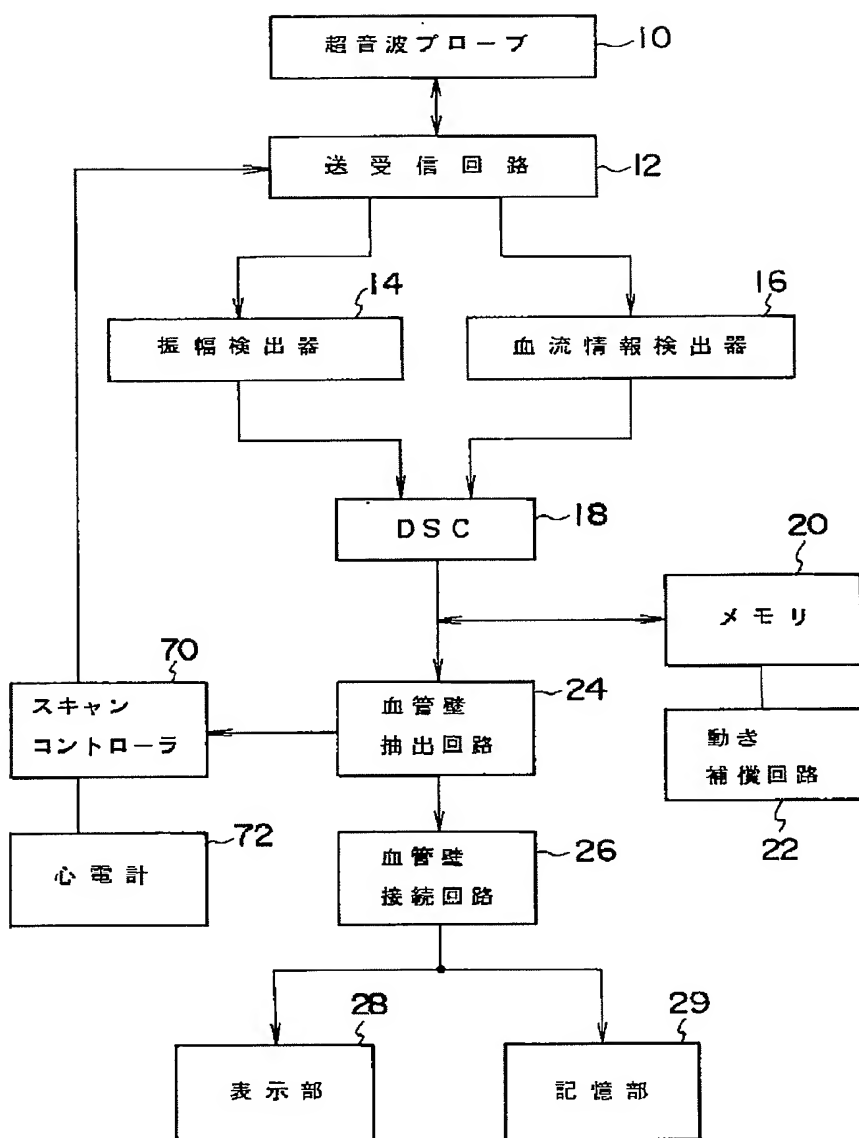 超音波プローブ
10
送受信回路
12
14
16
振幅検出器
血流情報検出器
DSC
18
20
メモリ
70
スキャン
コントローラ
血管壁
抽出回路
24
動き
補償回路
22
72
心電計
血管壁
接続回路
26
28
29
表示部
記憶部